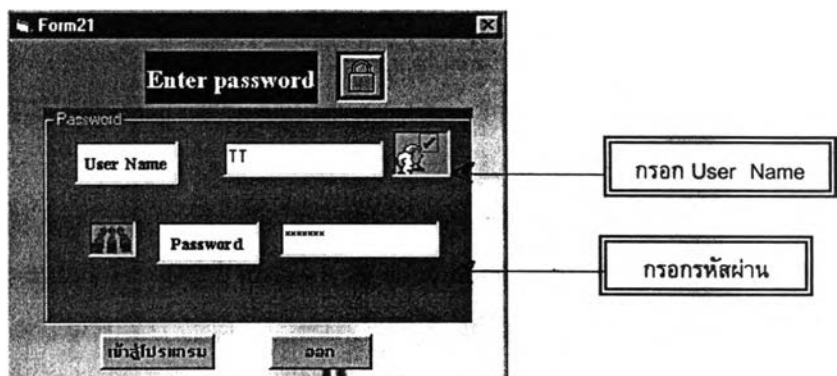 Form21
Enter password
Password
User Name
TT
กรอก User Name
Password
*******
กรอกรหัสผ่าน
เข้าสู่โปรแกรม
ออก